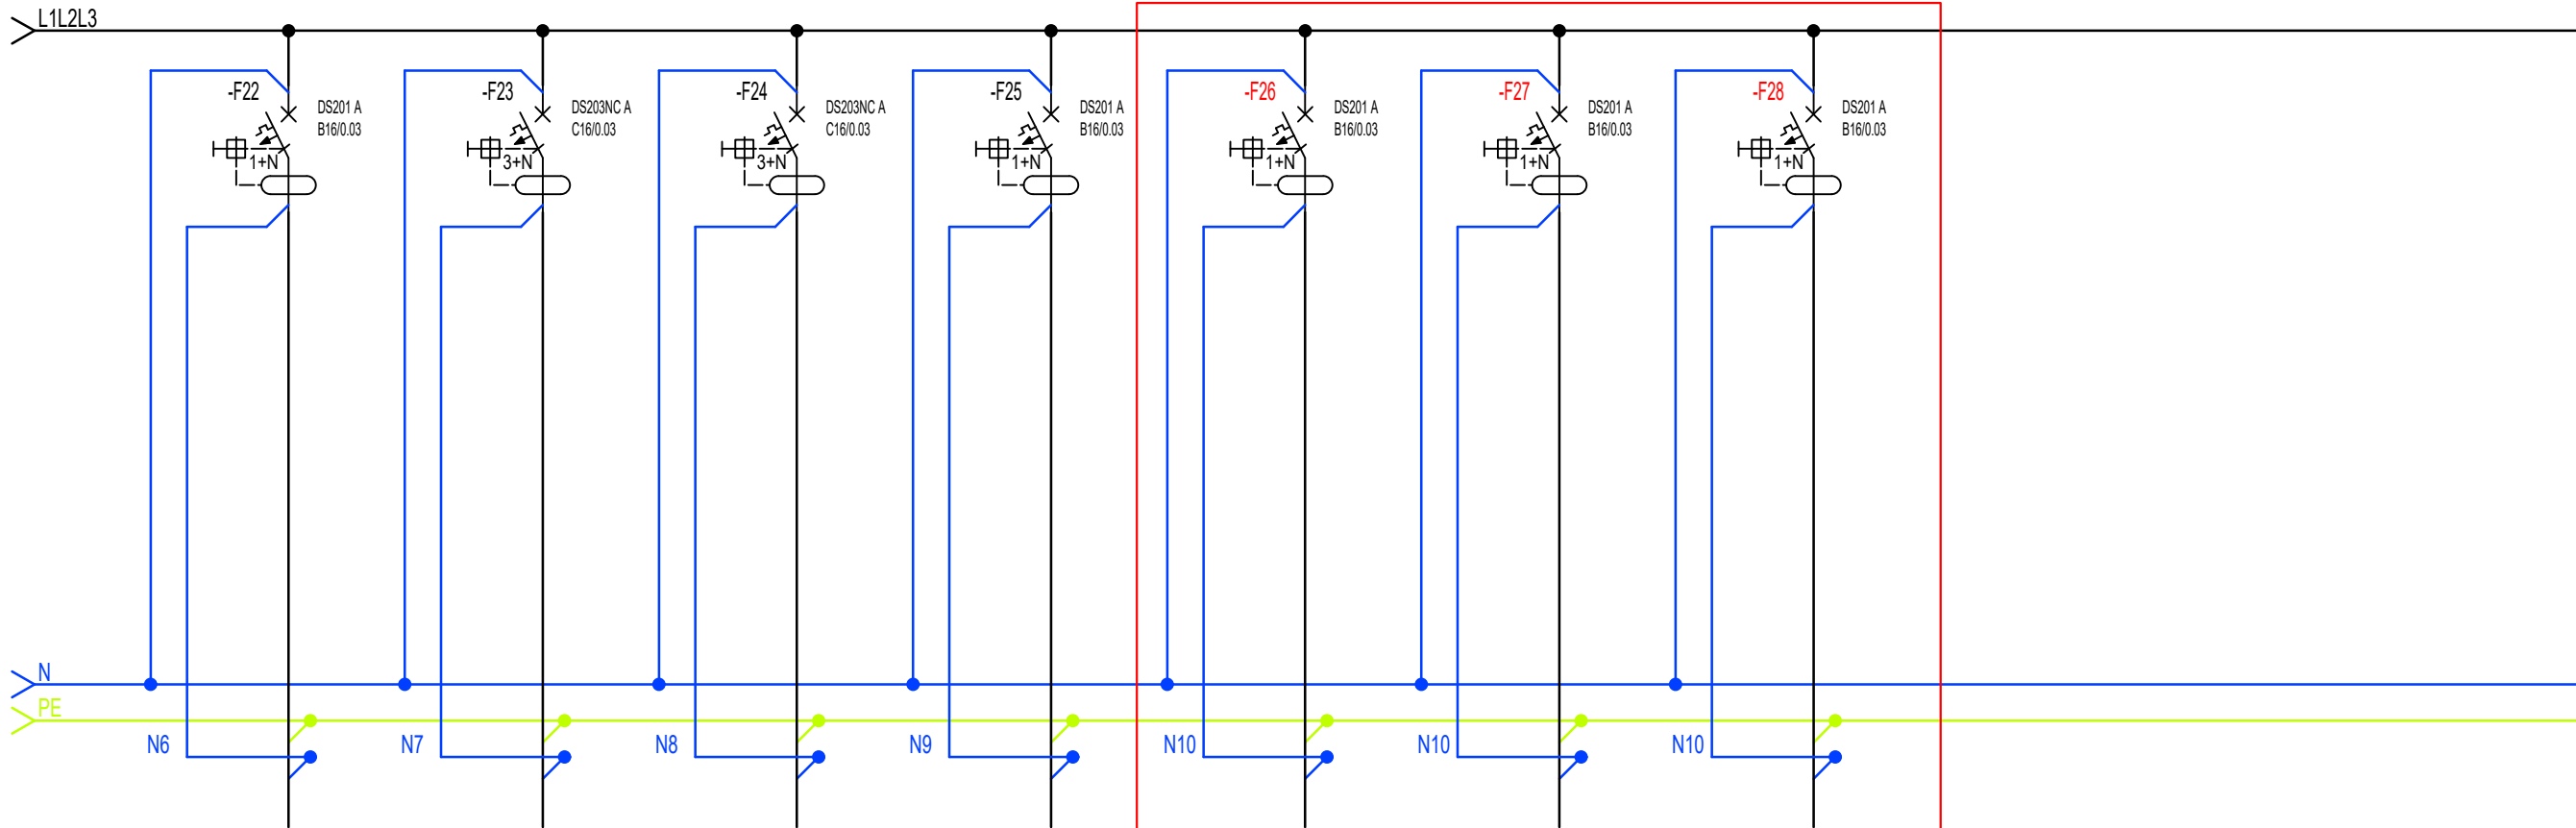 L1L2L3
-F22
DS201 A
B16/0.03
1+N
-F23
DS203NC A
C16/0.03
3+N
-F24
DS203NC A
C16/0.03
3+N
-F25
DS201 A
B16/0.03
1+N
-F26
DS201 A
B16/0.03
1+N
-F27
DS201 A
B16/0.03
1+N
-F28
DS201 A
B16/0.03
1+N
N
PE
N6
N7
N8
N9
N10
N10
N10